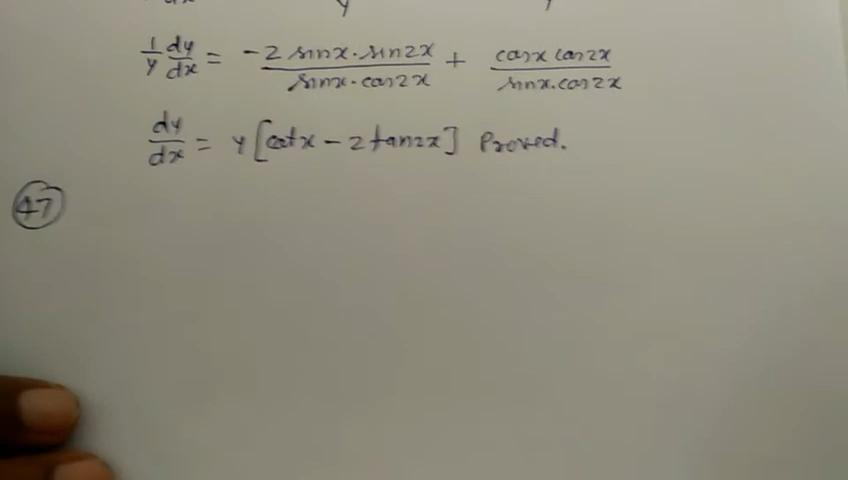 y y
1/y dy/dx = -2 sinx·sin2x / sinx·cos2x + cosx cos2x / sinx·cos2x
dy/dx = y [cotx - 2 tan2x] Proved.
47